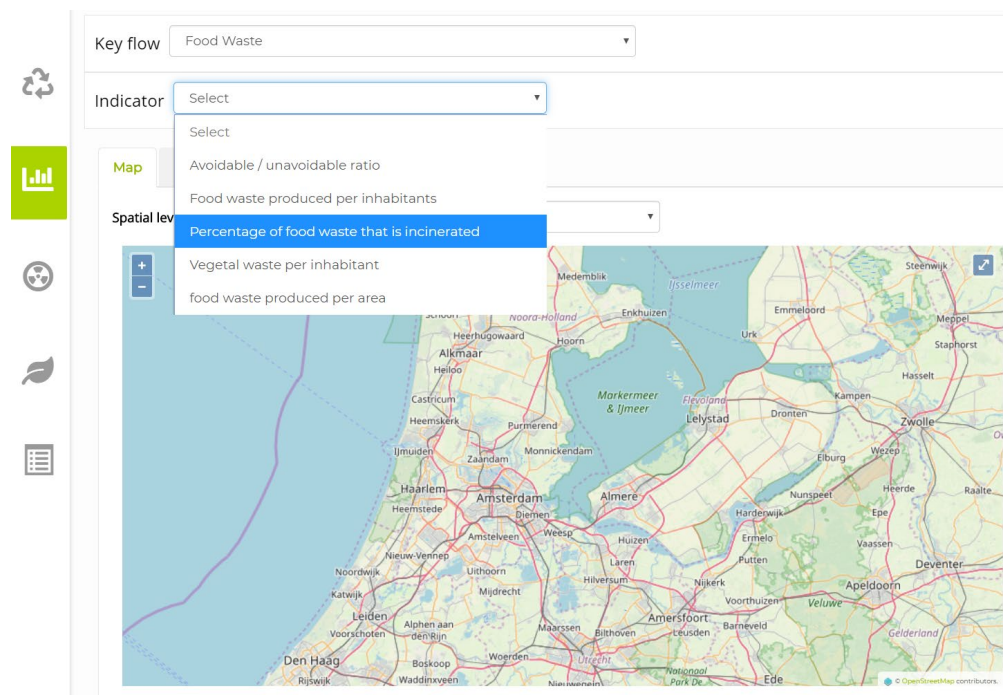 Key flow Food Waste
Indicator Select
Select
Avoidable / unavoidable ratio
Food waste produced per inhabitants
Percentage of food waste that is incinerated
Vegetal waste per inhabitant
food waste produced per area
Map
Spatial lev
+
-
Steenwijk
Medemblik
IJsselmeer
Noord-Holland
Enkhuizen
Emmeloord
Meppel
Heerhugowaard
Hoorn
Urk
Staphorst
Alkmaar
Heiloo
Hasselt
Castricum
Markermeer
& IJmeer
Flevoland
Kampen
Lelystad
Dronten
Zwolle
Heemskerk
Purmerend
IJmuiden
Zaandam
Monnickendam
Elburg
Wezep
Haarlem
Amsterdam
Almere
Nunspeet
Heerde
Raalte
Heemstede
Diemen
Harderwijk
Epe
Amstelveen
Weesp
Huizen
Ermelo
Vaassen
Nieuw-Vennep
Laren
Putten
Deventer
Noordwijk
Uithoorn
Hilversum
Nijkerk
Apeldoorn
Katwijk
Mijdrecht
Voorthuizen
Veluwe
Leiden
Alphen aan
den Rijn
Amersfoort
Voorschoten
Maarssen
Bilthoven
Leusden
Barneveld
Gelderland
Den Haag
Boskoop
Woerden
Utrecht
Nationaal
Park De
Rijswijk
Waddinxveen
Nieuwegein
Ede
© OpenStreetMap contributors.